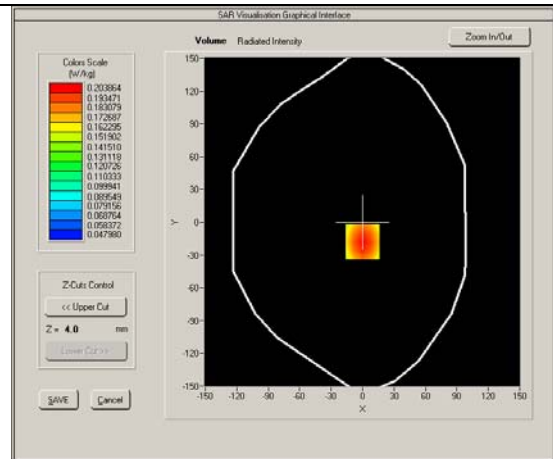 SAR Visualisation Graphical Interface
Volume Radiated Intensity
Zoom In/Out
Colors Scale
(W/kg)
0.203864
0.193471
0.183079
0.172687
0.162295
0.151902
0.141510
0.131118
0.120726
0.110333
0.099941
0.089549
0.079156
0.068764
0.058372
0.047980
Z-Cuts Control
<< Upper Cut
Z = 4.0 mm
Lower Cut >>
SAVE
Cancel
150
120
90
60
30
0
-30
-60
-90
-120
-150
Y
-150 -120 -90 -60 -30 0 30 60 90 120 150
X